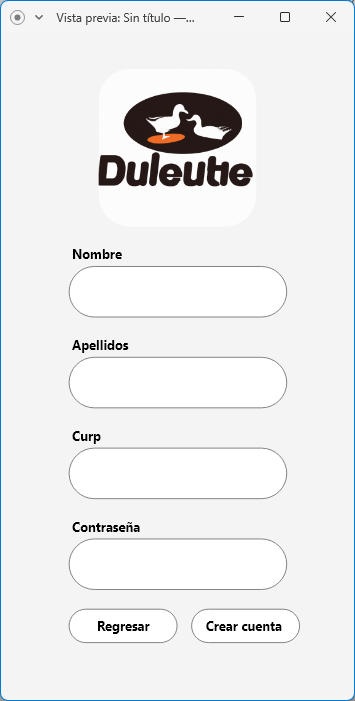 Vista previa: Sin título —...
Duleutie
Nombre
Apellidos
Curp
Contraseña
Regresar
Crear cuenta